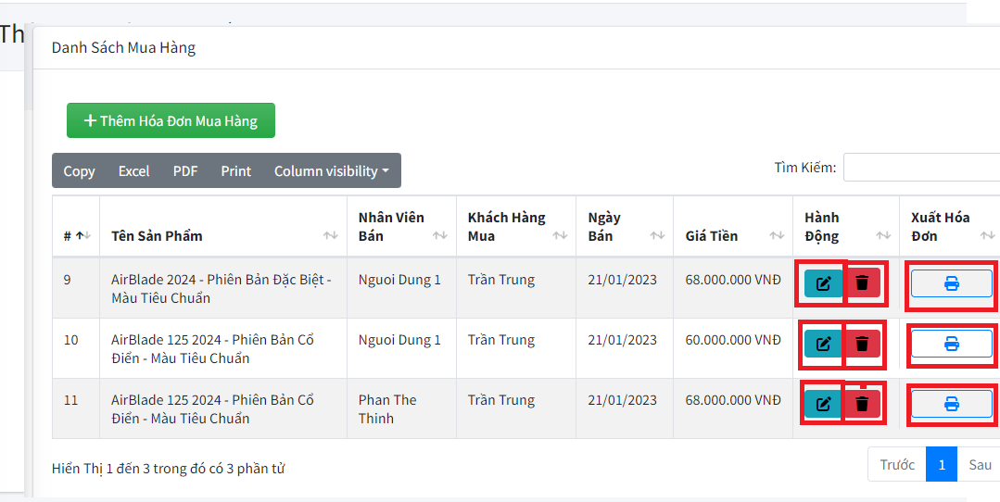 Th
Danh Sách Mua Hàng
Thêm Hóa Đơn Mua Hàng
Copy Excel PDF Print Column visibility
Tìm Kiếm:
# Tên Sản Phẩm Nhân Viên Bán Khách Hàng Mua Ngày Bán Giá Tiền Hành Động Xuất Hóa Đơn
9 AirBlade 2024 - Phiên Bản Đặc Biệt - Nguoi Dung 1 Trần Trung 21/01/2023 68.000.000 VNĐ
Màu Tiêu Chuẩn
10 AirBlade 125 2024 - Phiên Bản Cổ Nguoi Dung 1 Trần Trung 21/01/2023 60.000.000 VNĐ
Điển - Màu Tiêu Chuẩn
11 AirBlade 125 2024 - Phiên Bản Cổ Phan The Trần Trung 21/01/2023 68.000.000 VNĐ
Điển - Màu Tiêu Chuẩn Thinh
Hiển Thị 1 đến 3 trong đó có 3 phần tử
Trước 1 Sau